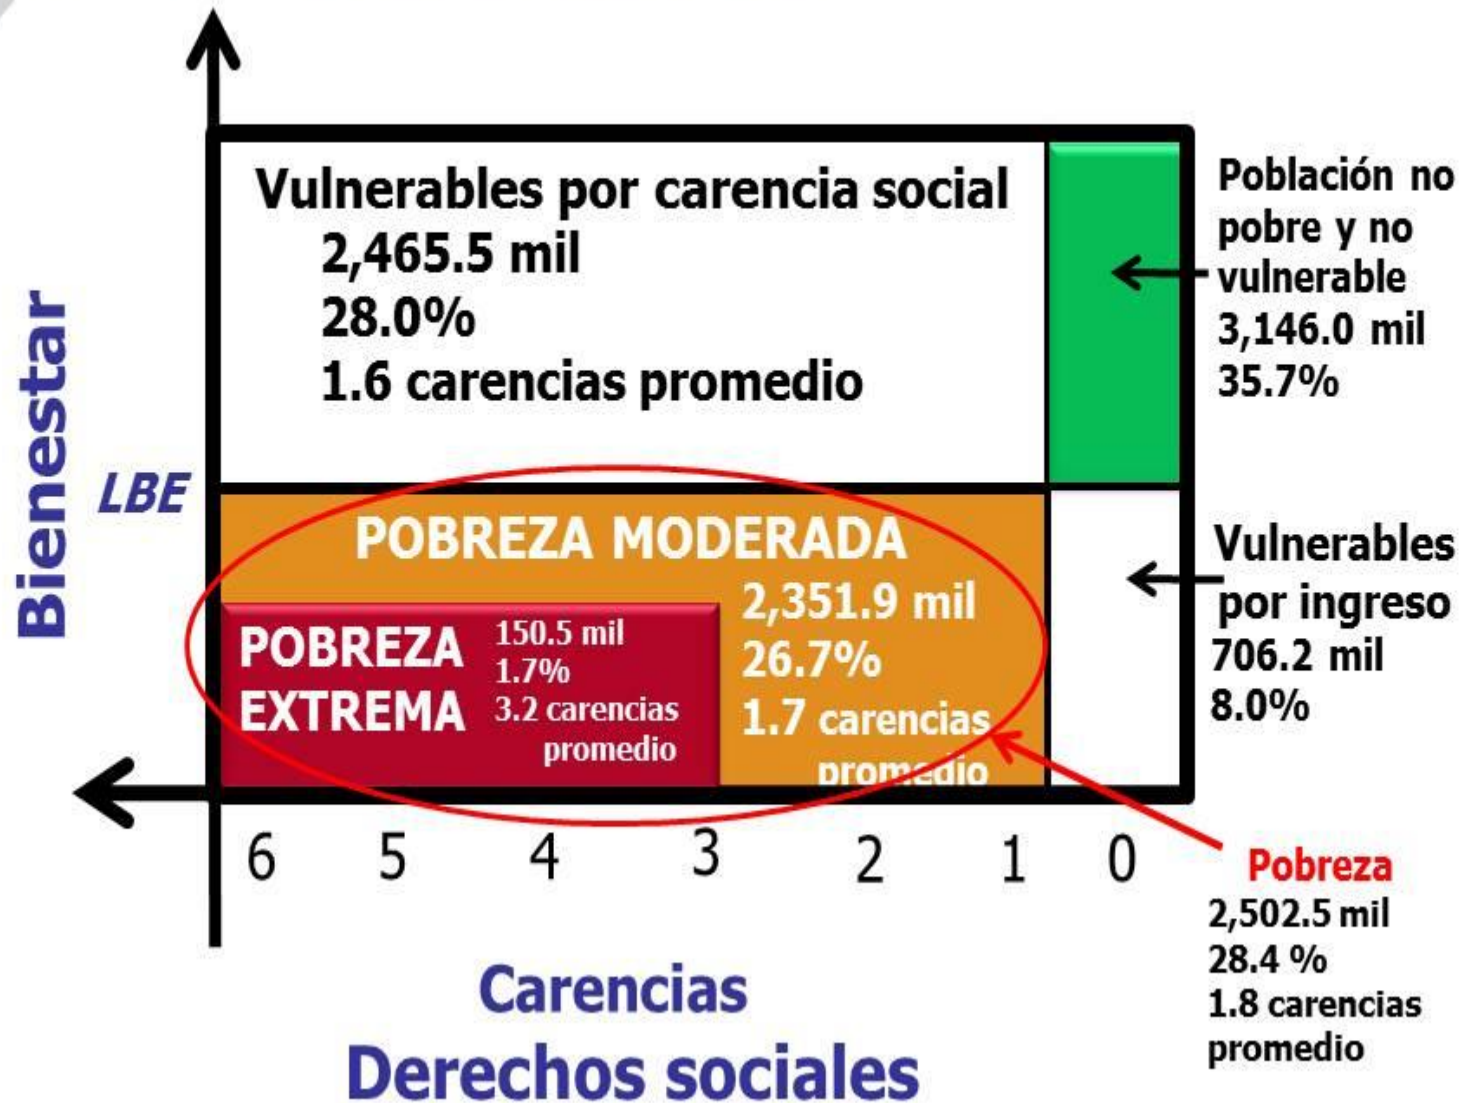 Vulnerables por carencia social
2,465.5 mil
28.0%
1.6 carencias promedio
Población no
pobre y no
vulnerable
3,146.0 mil
35.7%
Bienestar
LBE
POBREZA MODERADA
2,351.9 mil
26.7%
1.7 carencias
promedio
POBREZA
EXTREMA
150.5 mil
1.7%
3.2 carencias
promedio
Vulnerables
por ingreso
706.2 mil
8.0%
6 5 4 3 2 1 0
Pobreza
2,502.5 mil
28.4 %
1.8 carencias
promedio
Carencias
Derechos sociales